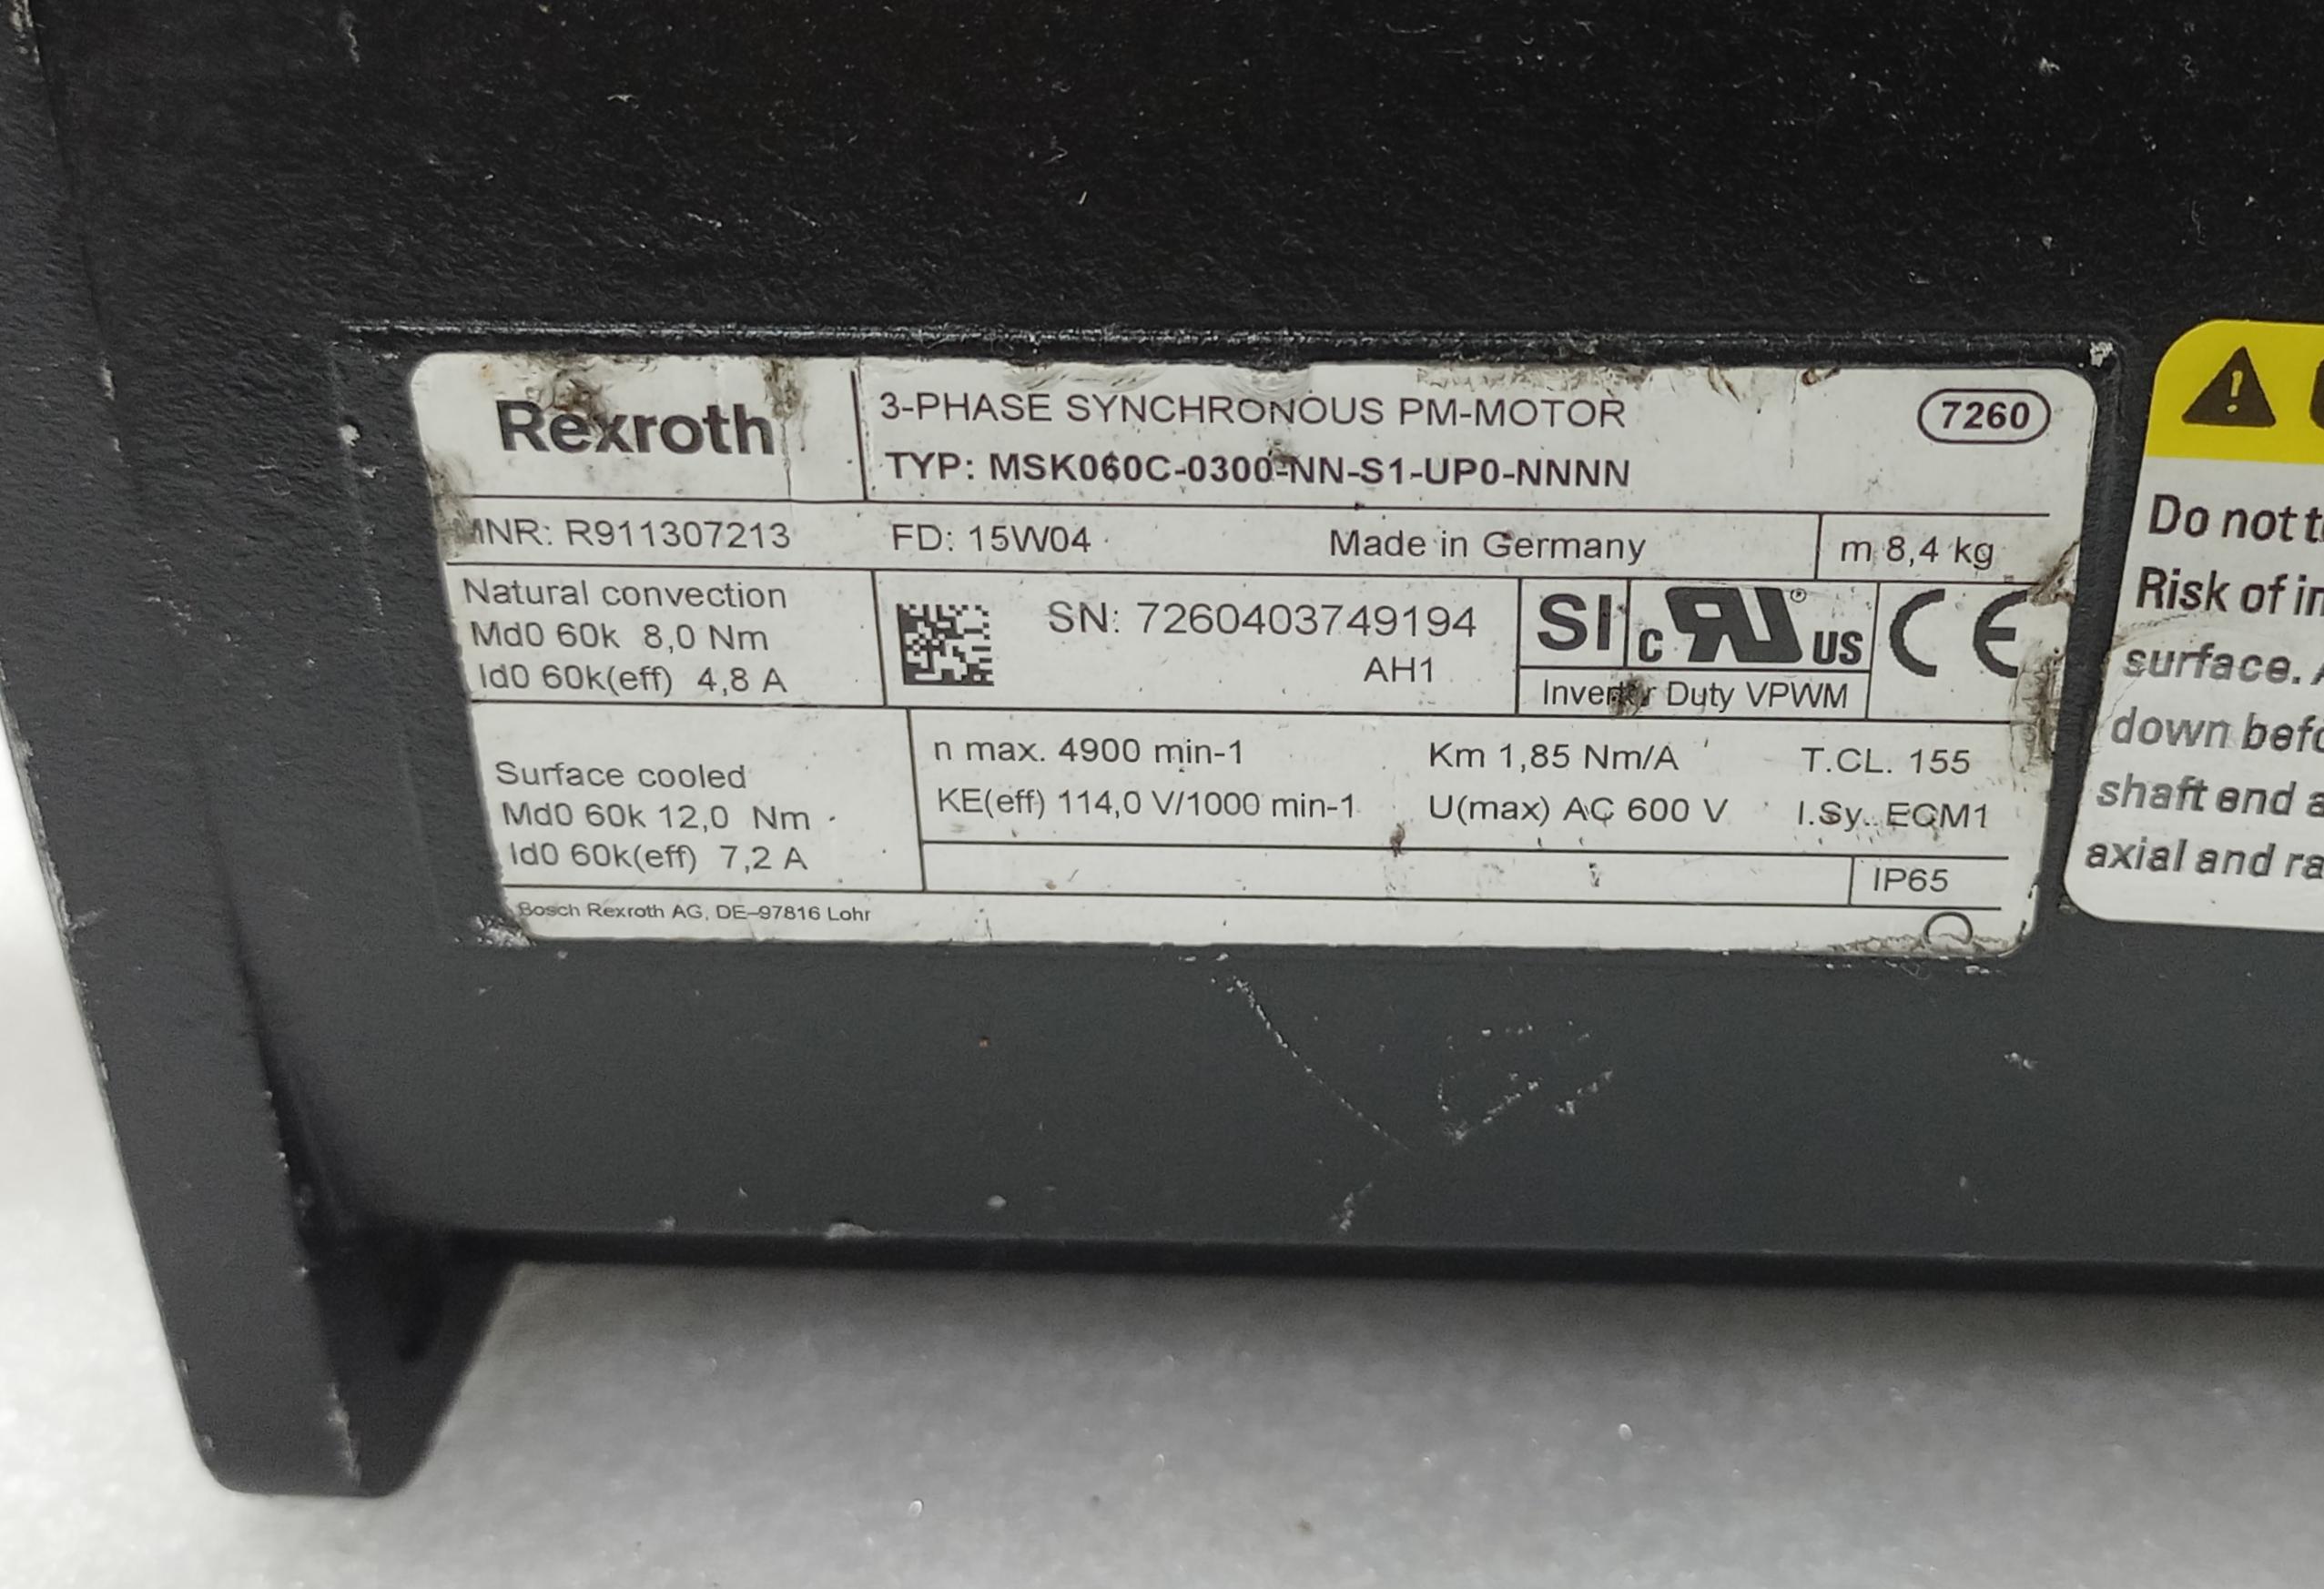 Rexroth
3-PHASE SYNCHRONOUS PM-MOTOR
7260
TYP: MSK060C-0300-NN-S1-UP0-NNNN
MNR: R911307213 FD: 15W04 Made in Germany m 8,4 kg
Natural convection
Md0 60k 8,0 Nm
Id0 60k(eff) 4,8 A
SN: 7260403749194
AH1
SI
c RU ® US
CE
Inverter Duty VPWM
Surface cooled
Md0 60k 12,0 Nm
Id0 60k(eff) 7,2 A
n max. 4900 min-1 Km 1,85 Nm/A T.CL. 155
KE(eff) 114,0 V/1000 min-1 U(max) AC 600 V I.Sy. ECM1
IP65
Bosch Rexroth AG, DE-97816 Lohr
Do not
Risk of
surface.
down
shaft end
axial and